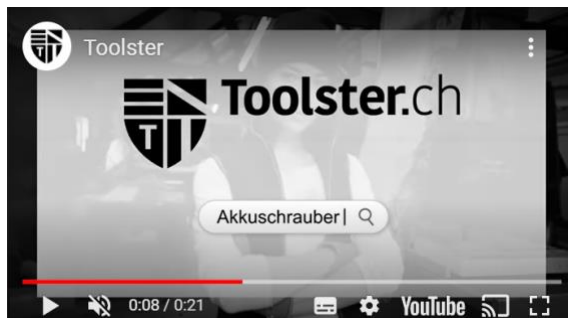 Toolster
Toolster.ch
T
Akkuschrauber
0:08 / 0:21
YouTube